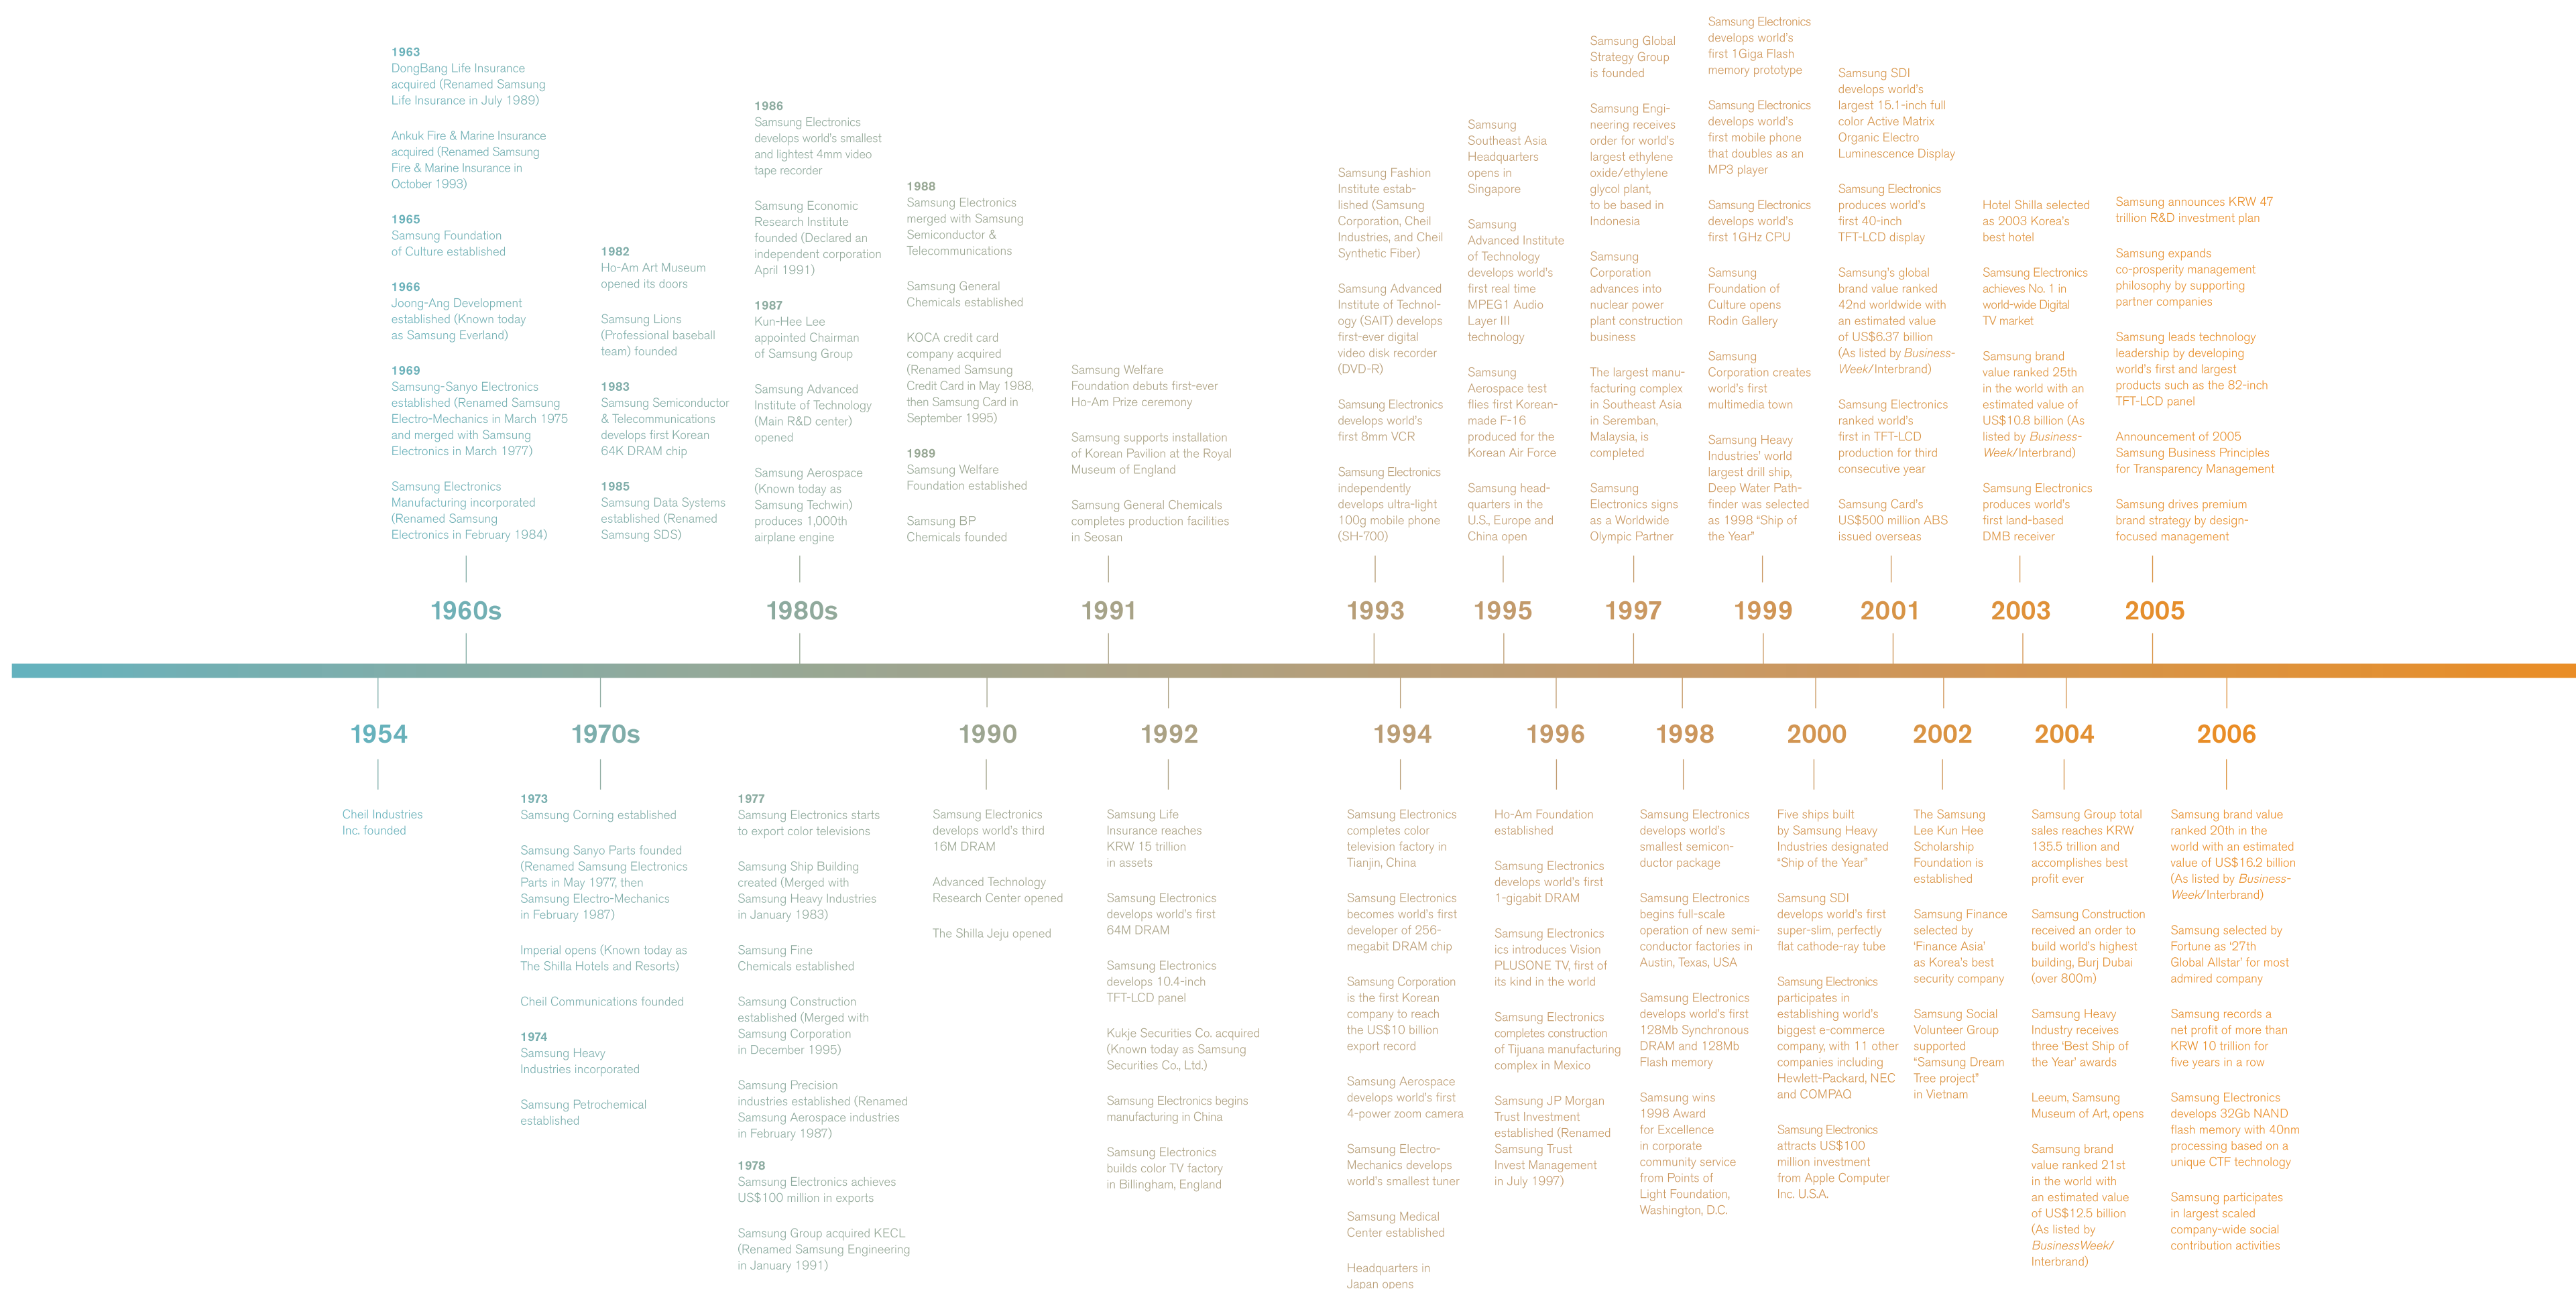 1963
DongBang Life Insurance
acquired (Renamed Samsung
Life Insurance in July 1989)
Ankuk Fire & Marine Insurance
acquired (Renamed Samsung
Fire & Marine Insurance in
October 1993)
1965
Samsung Foundation
of Culture established
1966
Joong-Ang Development
established (Known today
as Samsung Everland)
1969
Samsung-Sanyo Electronics
established (Renamed Samsung
Electro-Mechanics in March 1975
and merged with Samsung
Electronics in March 1977)
Samsung Electronics
Manufacturing incorporated
(Renamed Samsung
Electronics in February 1984)
1982
Ho-Am Art Museum
opened its doors
Samsung Lions
(Professional baseball
team) founded
1983
Samsung Semiconductor
& Telecommunications
develops first Korean
64K DRAM chip
1985
Samsung Data Systems
established (Renamed
Samsung SDS)
1986
Samsung Electronics
develops world's smallest
and lightest 4mm video
tape recorder
Samsung Economic
Research Institute
founded (Declared an
independent corporation
April 1991)
1987
Kun-Hee Lee
appointed Chairman
of Samsung Group
Samsung Advanced
Institute of Technology
(Main R&D center)
opened
Samsung Aerospace
(Known today as
Samsung Techwin)
produces 1,000th
airplane engine
1988
Samsung Electronics
merged with Samsung
Semiconductor &
Telecommunications
Samsung General
Chemicals established
KOCA credit card
company acquired
(Renamed Samsung
Credit Card in May 1988,
then Samsung Card in
September 1995)
1989
Samsung Welfare
Foundation established
Samsung BP
Chemicals founded
Samsung Welfare
Foundation debuts first-ever
Ho-Am Prize ceremony
Samsung supports installation
of Korean Pavilion at the Royal
Museum of England
Samsung General Chemicals
completes production facilities
in Seosan
Samsung Fashion
Institute estab-
lished (Samsung
Corporation, Cheil
Industries, and Cheil
Synthetic Fiber)
Samsung Advanced
Institute of Technol-
ogy (SAIT) develops
first-ever digital
video disk recorder
(DVD-R)
Samsung Electronics
develops world's
first 8mm VCR
Samsung Electronics
independently
develops ultra-light
100g mobile phone
(SH-700)
Samsung
Southeast Asia
Headquarters
opens in
Singapore
Samsung
Advanced Institute
of Technology
develops world's
first real time
MPEG1 Audio
Layer III
technology
Samsung
Aerospace test
flies first Korean-
made F-16
produced for the
Korean Air Force
Samsung head-
quarters in the
U.S., Europe and
China open
Samsung Global
Strategy Group
is founded
Samsung Engi-
neering receives
order for world's
largest ethylene
oxide/ethylene
glycol plant,
to be based in
Indonesia
Samsung
Corporation
advances into
nuclear power
plant construction
business
The largest manu-
facturing complex
in Southeast Asia
in Seremban,
Malaysia, is
completed
Samsung
Electronics signs
as a Worldwide
Olympic Partner
Samsung Electronics
develops world's
first 1Giga Flash
memory prototype
Samsung Electronics
develops world's
first mobile phone
that doubles as an
MP3 player
Samsung Electronics
develops world's
first 1GHz CPU
Samsung
Foundation of
Culture opens
Rodin Gallery
Samsung
Corporation creates
world's first
multimedia town
Samsung Heavy
Industries' world
largest drill ship,
Deep Water Path-
finder was selected
as 1998 “Ship of
the Year”
Samsung SDI
develops world's
largest 15.1-inch full
color Active Matrix
Organic Electro
Luminescence Display
Samsung Electronics
produces world's
first 40-inch
TFT-LCD display
Samsung's global
brand value ranked
42nd worldwide with
an estimated value
of US$6.37 billion
(As listed by Business-
Week/Interbrand)
Samsung Electronics
ranked world's
first in TFT-LCD
production for third
consecutive year
Samsung Card's
US$500 million ABS
issued overseas
Hotel Shilla selected
as 2003 Korea's
best hotel
Samsung Electronics
achieves No. 1 in
world-wide Digital
TV market
Samsung brand
value ranked 25th
in the world with an
estimated value of
US$10.8 billion (As
listed by Business-
Week/Interbrand)
Samsung Electronics
produces world's
first land-based
DMB receiver
Samsung announces KRW 47
trillion R&D investment plan
Samsung expands
co-prosperity management
philosophy by supporting
partner companies
Samsung leads technology
leadership by developing
world's first and largest
products such as the 82-inch
TFT-LCD panel
Announcement of 2005
Samsung Business Principles
for Transparency Management
Samsung drives premium
brand strategy by design-
focused management
1960s
1980s
1991
1993
1995
1997
1999
2001
2003
2005
1954
1970s
1990
1992
1994
1996
1998
2000
2002
2004
2006
Cheil Industries
Inc. founded
1973
Samsung Corning established
Samsung Sanyo Parts founded
(Renamed Samsung Electronics
Parts in May 1977, then
Samsung Electro-Mechanics
in February 1987)
Imperial opens (Known today as
The Shilla Hotels and Resorts)
Cheil Communications founded
1974
Samsung Heavy
Industries incorporated
Samsung Petrochemical
established
1977
Samsung Electronics starts
to export color televisions
Samsung Ship Building
created (Merged with
Samsung Heavy Industries
in January 1983)
Samsung Fine
Chemicals established
Samsung Construction
established (Merged with
Samsung Corporation
in December 1995)
Samsung Precision
industries established (Renamed
Samsung Aerospace industries
in February 1987)
1978
Samsung Electronics achieves
US$100 million in exports
Samsung Group acquired KECL
(Renamed Samsung Engineering
in January 1991)
Samsung Electronics
develops world's third
16M DRAM
Advanced Technology
Research Center opened
The Shilla Jeju opened
Samsung Life
Insurance reaches
KRW 15 trillion
in assets
Samsung Electronics
develops world's first
64M DRAM
Samsung Electronics
develops 10.4-inch
TFT-LCD panel
Kukje Securities Co. acquired
(Known today as Samsung
Securities Co., Ltd.)
Samsung Electronics begins
manufacturing in China
Samsung Electronics
builds color TV factory
in Billingham, England
Samsung Electronics
completes color
television factory in
Tianjin, China
Samsung Electronics
becomes world's first
developer of 256-
megabit DRAM chip
Samsung Corporation
is the first Korean
company to reach
the US$10 billion
export record
Samsung Aerospace
develops world's first
4-power zoom camera
Samsung Electro-
Mechanics develops
world's smallest tuner
Samsung Medical
Center established
Headquarters in
Japan opens
Ho-Am Foundation
established
Samsung Electronics
develops world's first
1-gigabit DRAM
Samsung Electronics
ics introduces Vision
PLUSONE TV, first of
its kind in the world
Samsung Electronics
completes construction
of Tijuana manufacturing
complex in Mexico
Samsung JP Morgan
Trust Investment
established (Renamed
Samsung Trust
Invest Management
in July 1997)
Samsung Electronics
develops world's
smallest semicon-
ductor package
Samsung Electronics
begins full-scale
operation of new semi-
conductor factories in
Austin, Texas, USA
Samsung Electronics
develops world's first
128Mb Synchronous
DRAM and 128Mb
Flash memory
Samsung wins
1998 Award
for Excellence
in corporate
community service
from Points of
Light Foundation,
Washington, D.C.
Five ships built
by Samsung Heavy
Industries designated
“Ship of the Year”
Samsung SDI
develops world's first
super-slim, perfectly
flat cathode-ray tube
Samsung Electronics
participates in
establishing world's
biggest e-commerce
company, with 11 other
companies including
Hewlett-Packard, NEC
and COMPAQ
Samsung Electronics
attracts US$100
million investment
from Apple Computer
Inc. U.S.A.
The Samsung
Lee Kun Hee
Scholarship
Foundation is
established
Samsung Finance
selected by
‘Finance Asia’
as Korea's best
security company
Samsung Social
Volunteer Group
supported
“Samsung Dream
Tree project”
in Vietnam
Samsung Group total
sales reaches KRW
135.5 trillion and
accomplishes best
profit ever
Samsung Construction
received an order to
build world's highest
building, Burj Dubai
(over 800m)
Samsung Heavy
Industry receives
three ‘Best Ship of
the Year’ awards
Leeum, Samsung
Museum of Art, opens
Samsung brand
value ranked 21st
in the world with
an estimated value
of US$12.5 billion
(As listed by
BusinessWeek/
Interbrand)
Samsung brand value
ranked 20th in the
world with an estimated
value of US$16.2 billion
(As listed by Business-
Week/Interbrand)
Samsung selected by
Fortune as ‘27th
Global Allstar’ for most
admired company
Samsung records a
net profit of more than
KRW 10 trillion for
five years in a row
Samsung Electronics
develops 32Gb NAND
flash memory with 40nm
processing based on a
unique CTF technology
Samsung participates
in largest scaled
company-wide social
contribution activities